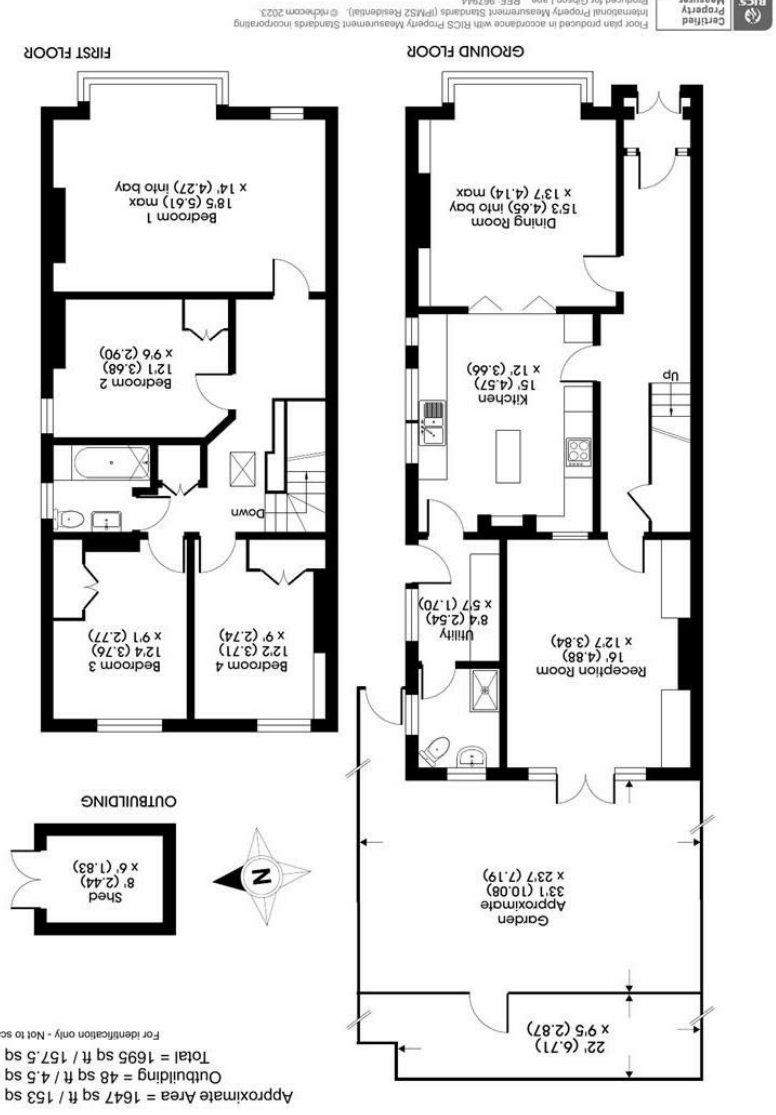 Approximate Area = 1647 sq ft / 153 sq
Outbuilding = 48 sq ft / 4.5 sq
Total = 1695 sq ft / 157.5 sq
For identification only - Not to
22' (6.71)
x 9'5 (2.87)
Garden
Approximate
33'1 (10.08)
x 23'7 (7.19)
Shed
8' (2.44)
x 6' (1.83)
N
OUTBUILDING
Reception Room
16' (4.88)
x 12'7 (3.84)
Utility
8'4 (2.54)
x 5'7 (1.70)
Up
Kitchen
15' (4.57)
x 12' (3.66)
Dining Room
15'3 (4.65) into bay
x 13'7 (4.14) max
GROUND FLOOR
Bedroom 4
12'2 (3.71)
x 9' (2.74)
Bedroom 3
12'4 (3.76)
x 9'1 (2.77)
Down
Bedroom 2
12'1 (3.68)
x 9'6 (2.90)
Bedroom 1
18'5 (5.61) max
x 14' (4.27) into bay
FIRST FLOOR
RICS
Certified
Property
Measurer
Floor plan produced in accordance with RICS Property Measurement Standards incorporating
International Property Measurement Standards (IPMS2 Residential). © nichecom 2023.
Produced for Gibson Lane. REF: 967944